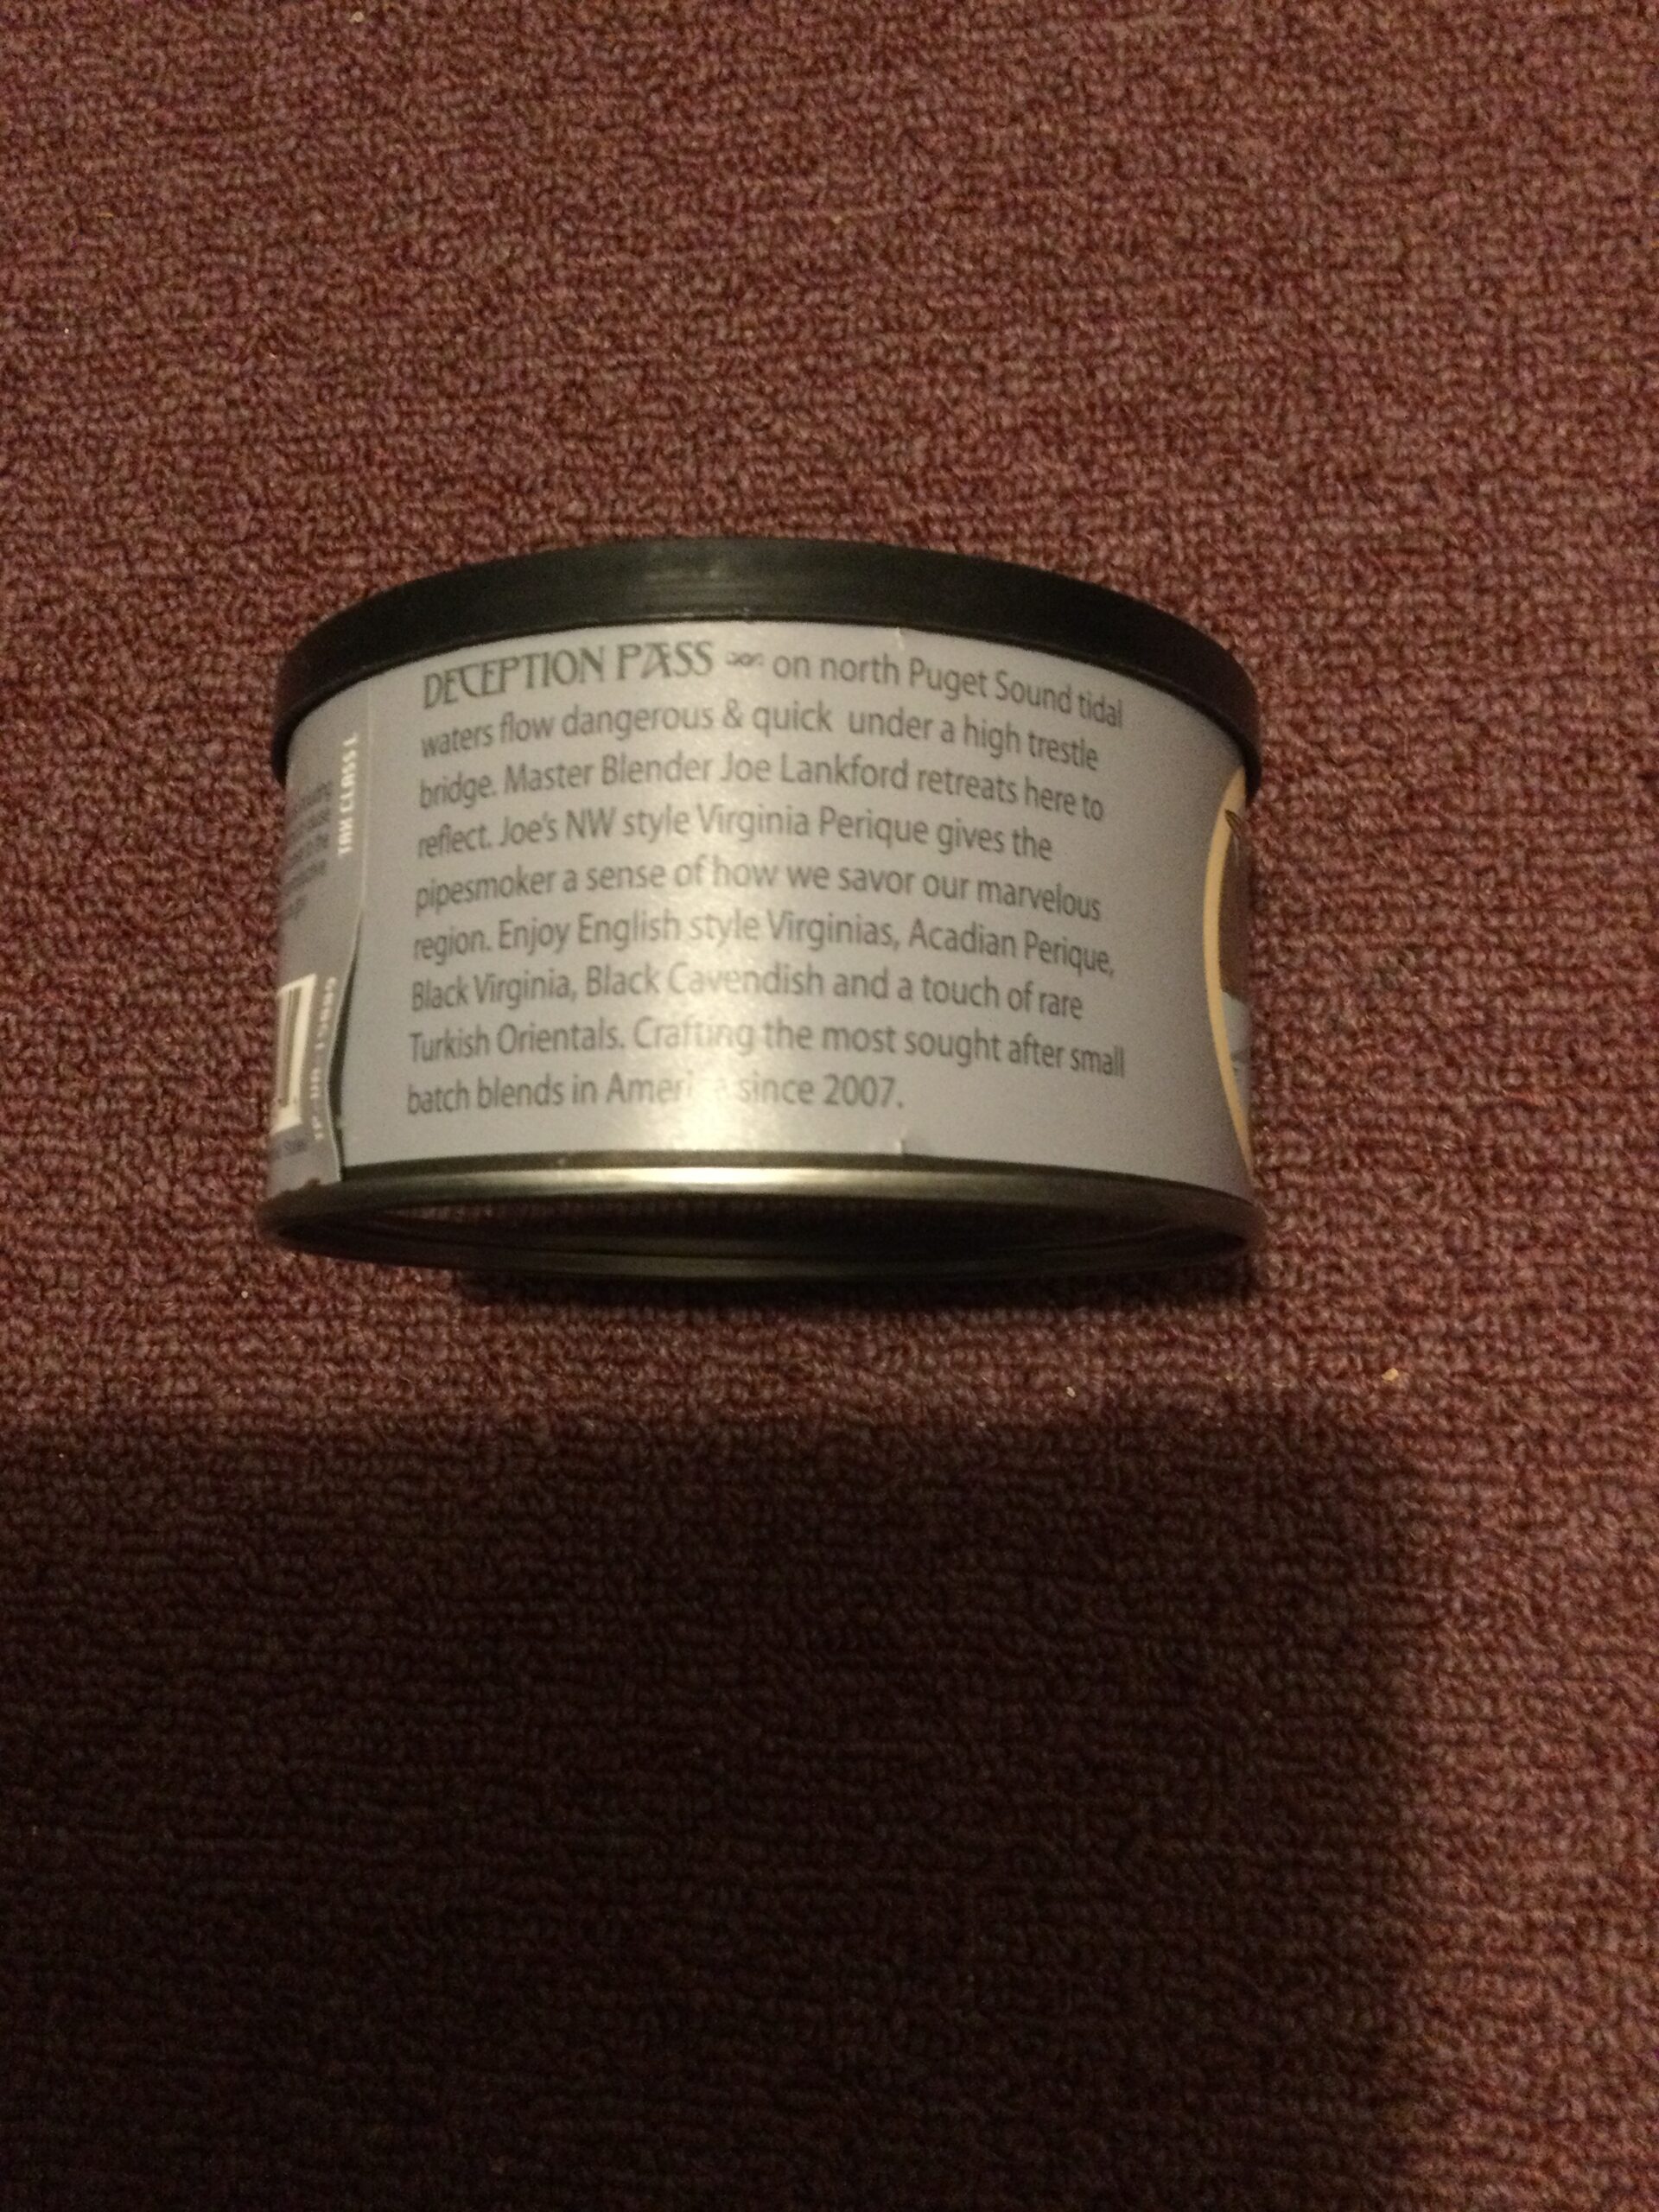 DECEPTION PASS on north Puget Sound tidal
waters flow dangerous & quick under a high trestle
bridge. Master Blender Joe Lankford retreats here to
reflect. Joe's NW style Virginia Perique gives the
pipesmoker a sense of how we savor our marvelous
region. Enjoy English style Virginias, Acadian Perique,
Black Virginia, Black Cavendish and a touch of rare
Turkish Orientals. Crafting the most sought after small
batch blends in America since 2007.
TAX CLASS L